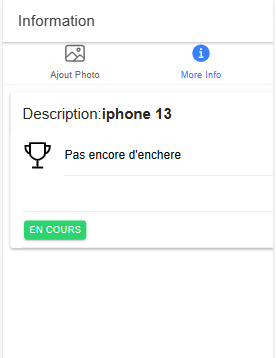 Information
Ajout Photo
More Info
Description:iphone 13
Pas encore d'enchere
EN COURS